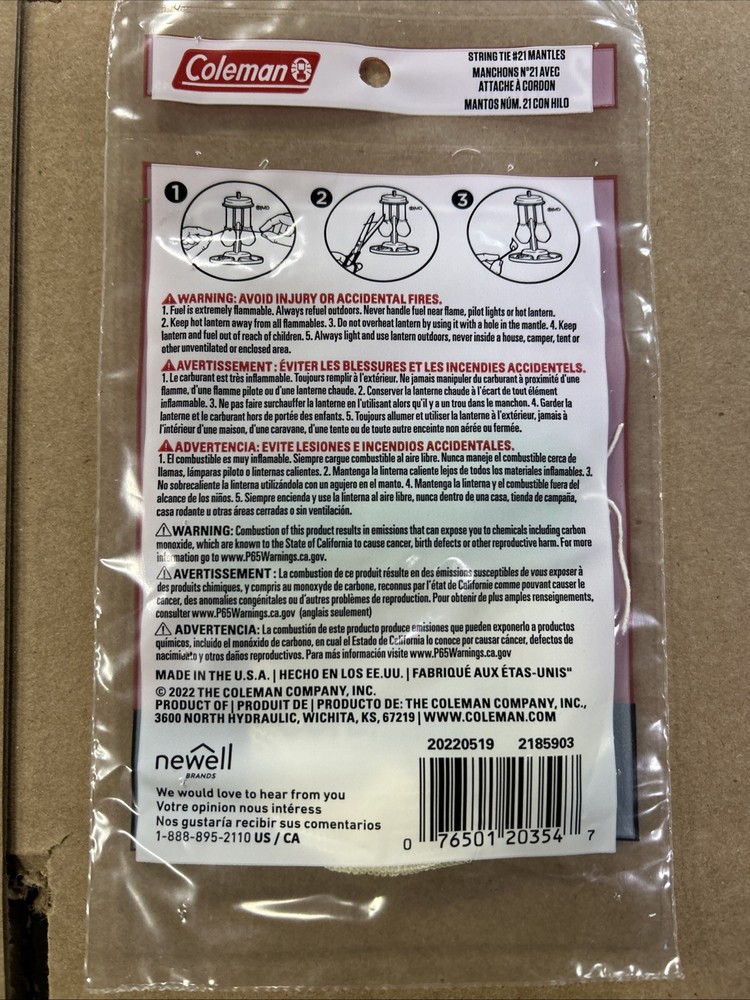 Coleman
STRING TIE #21 MANTLES
MANCHONS N°21 AVEC
ATTACHE À CORDON
MANTOS NÚM. 21 CON HILO
1 2 3
WARNING: AVOID INJURY OR ACCIDENTAL FIRES.
1. Fuel is extremely flammable. Always refuel outdoors. Never handle fuel near flame, pilot lights or hot lantern.
2. Keep hot lantern away from all flammables. 3. Do not overheat lantern by using it with a hole in the mantle. 4. Keep
lantern and fuel out of reach of children. 5. Always light and use lantern outdoors, never inside a house, camper, tent or
other unventilated or enclosed area.
AVERTISSEMENT : ÉVITER LES BLESSURES ET LES INCENDIES ACCIDENTELS.
1. Le carburant est très inflammable. Toujours remplir à l'extérieur. Ne jamais manipuler du carburant à proximité d'une
flamme, d'une flamme pilote ou d'une lanterne chaude. 2. Conserver la lanterne chaude à l'écart de tout élément
inflammable. 3. Ne pas faire surchauffer la lanterne en l'utilisant alors qu'il y a un trou dans le manchon. 4. Garder la
lanterne et le carburant hors de portée des enfants. 5. Toujours allumer et utiliser la lanterne à l'extérieur, jamais à
l'intérieur d'une maison, d'une caravane, d'une tente ou de toute autre enceinte non aérée ou fermée.
ADVERTENCIA: EVITE LESIONES E INCENDIOS ACCIDENTALES.
1. El combustible es muy inflamable. Siempre cargue combustible al aire libre. Nunca maneje el combustible cerca de
llamas, lámparas piloto o linternas calientes. 2. Mantenga la linterna caliente lejos de todos los materiales inflamables. 3.
No sobrecaliente la linterna utilizándola con un agujero en el manto. 4. Mantenga la linterna y el combustible fuera del
alcance de los niños. 5. Siempre encienda y use la linterna al aire libre, nunca dentro de una casa, tienda de campaña,
casa rodante u otras áreas cerradas o sin ventilación.
WARNING: Combustion of this product results in emissions that can expose you to chemicals including carbon
monoxide, which are known to the State of California to cause cancer, birth defects or other reproductive harm. For more
information go to www.P65Warnings.ca.gov.
AVERTISSEMENT : La combustion de ce produit résulte en des émissions susceptibles de vous exposer à
des produits chimiques, y compris au monoxyde de carbone, reconnus par l'état de Californie comme pouvant causer le
cancer, des anomalies congénitales ou d'autres problèmes de reproduction. Pour obtenir de plus amples renseignements,
consulter www.P65Warnings.ca.gov (anglais seulement)
ADVERTENCIA: La combustión de este producto produce emisiones que pueden exponerlo a productos
químicos, incluido el monóxido de carbono, en cual el Estado de California lo conoce por causar cáncer, defectos de
nacimiento y otros daños reproductivos. Para más información visite www.P65Warnings.ca.gov
MADE IN THE U.S.A. | HECHO EN LOS EE.UU. | FABRIQUÉ AUX ÉTAS-UNIS"
© 2022 THE COLEMAN COMPANY, INC.
PRODUCT OF | PRODUIT DE | PRODUCTO DE: THE COLEMAN COMPANY, INC.,
3600 NORTH HYDRAULIC, WICHITA, KS, 67219 | WWW.COLEMAN.COM
20220519 2185903
newell
BRANDS
We would love to hear from you
Votre opinion nous intéress
Nos gustaría recibir sus comentarios
1-888-895-2110 US / CA
0 76501 20354 7